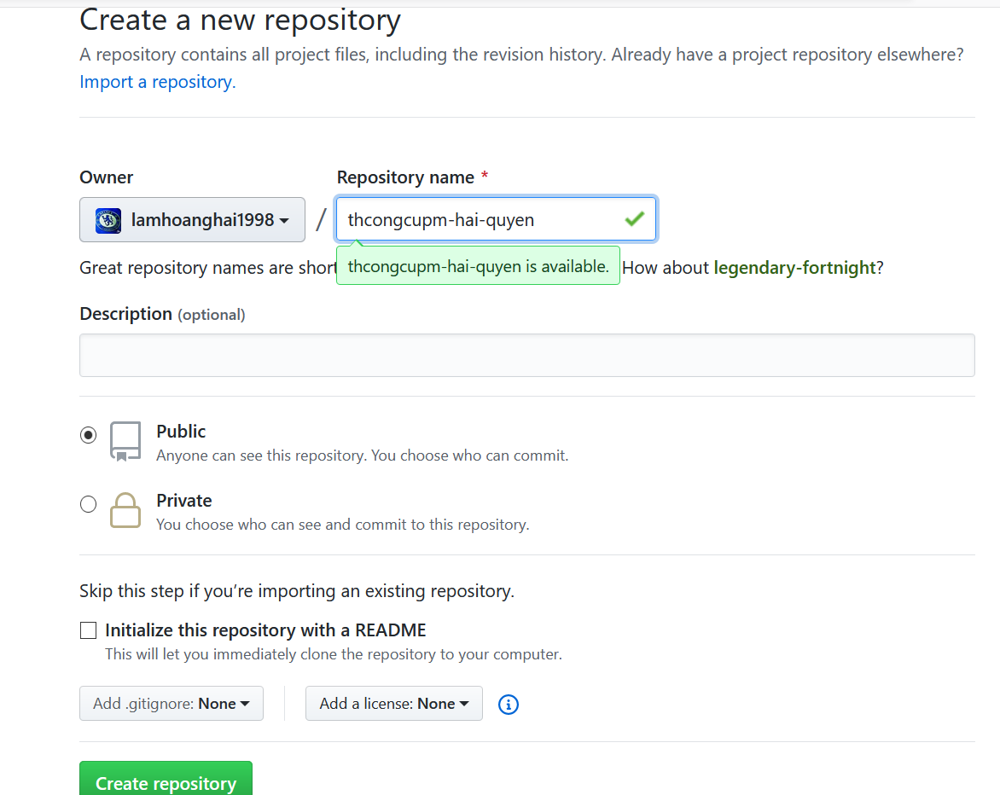 Create a new repository
A repository contains all project files, including the revision history. Already have a project repository elsewhere?
Import a repository.
Owner
Repository name *
lamhoanghai1998
/
thcongcupm-hai-quyen
Great repository names are short
thcongcupm-hai-quyen is available.
How about legendary-fortnight?
Description (optional)
Public
Anyone can see this repository. You choose who can commit.
Private
You choose who can see and commit to this repository.
Skip this step if you’re importing an existing repository.
Initialize this repository with a README
This will let you immediately clone the repository to your computer.
Add .gitignore: None
Add a license: None
Create repository